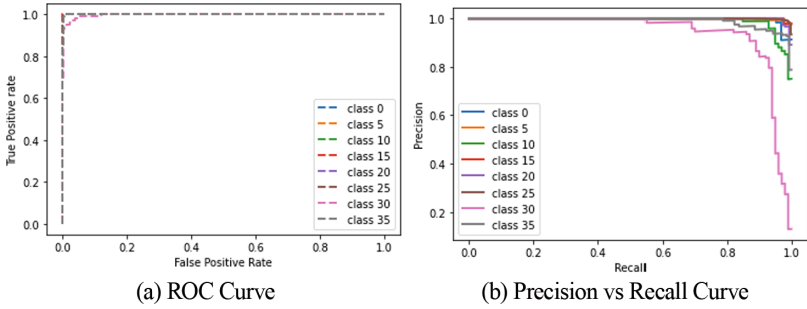 True Positive rate
1.0
0.8
0.6
0.4
0.2
0.0
class 0
class 5
class 10
class 15
class 20
class 25
class 30
class 35
0.0 0.2 0.4 0.6 0.8 1.0
False Positive Rate
(a) ROC Curve
Precision
1.0
0.8
0.6
0.4
0.2
class 0
class 5
class 10
class 15
class 20
class 25
class 30
class 35
0.0 0.2 0.4 0.6 0.8 1.0
Recall
(b) Precision vs Recall Curve